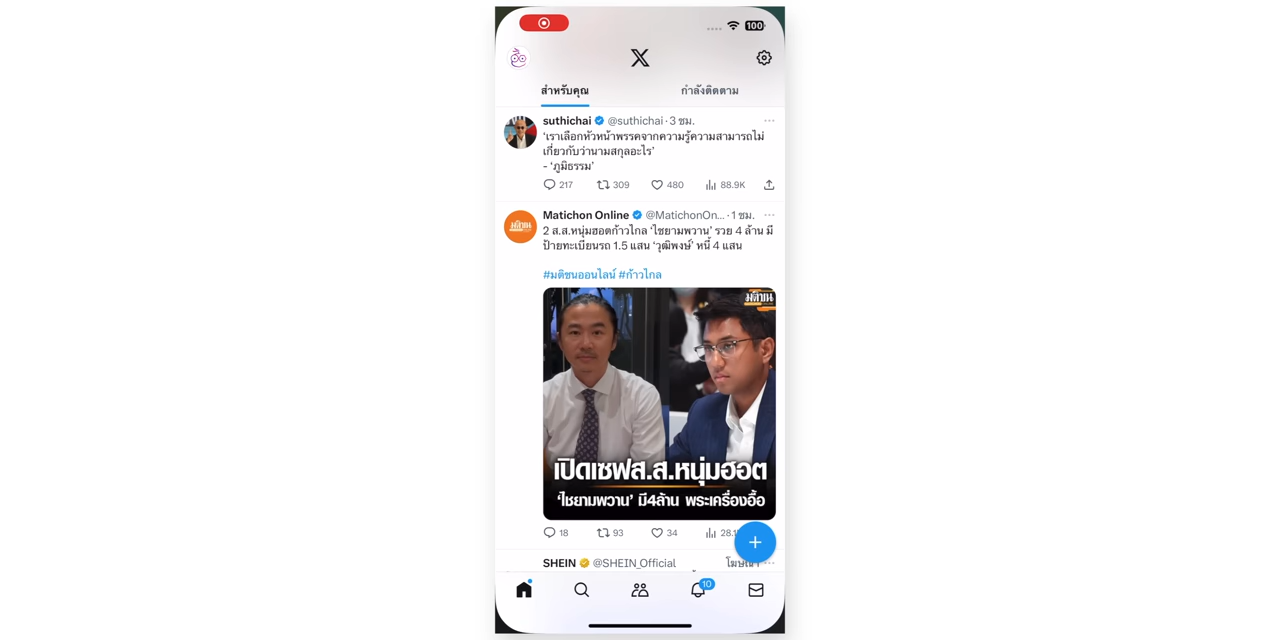 100
X
สำหรับคุณ กำลังติดตาม
suthichai @suthichai · 3 ชม.
‘เราเลือกหัวหน้าพรรคจากความรู้ความสามารถไม่
เกี่ยวกับว่านามสกุลอะไร’
- ‘ภูมิธรรม’
217 309 480 88.9K
Matichon Online @MatichonOn... · 1 ชม.
2 ส.ส.หนุ่มฮอตก้าวไกล ‘ไชยามพวาน’ รวย 4 ล้าน มี
ป้ายทะเบียนรถ 1.5 แสน ‘วุฒิพงษ์’ หนี้ 4 แสน
#มติชนออนไลน์ #ก้าวไกล
มติชน
มติชน
เปิดเซฟส.ส.หนุ่มฮอต
‘ไชยามพวาน’ มี4ล้าน พระเครื่องอื้อ
18 93 34 28.1
SHEIN @SHEIN_Official โฆษณา
10